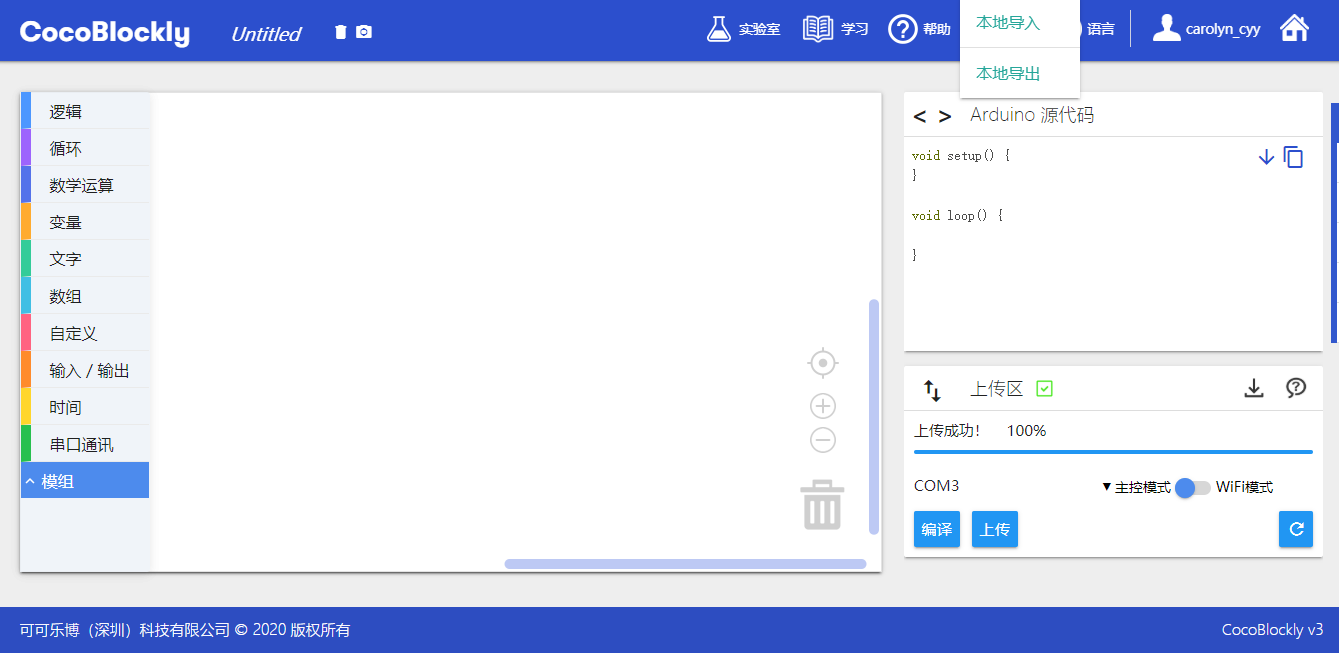 CocoBlockly
Untitled
实验室
学习
帮助
本地导入
本地导出
语言
carolyn_cyy
逻辑
循环
数学运算
变量
文字
数组
自定义
输入 / 输出
时间
串口通讯
模组
< > Arduino 源代码
void setup() {
}
void loop() {
}
上传区
上传成功! 100%
COM3
▼主控模式 WiFi模式
编译 上传
可可乐博（深圳）科技有限公司 © 2020 版权所有
CocoBlockly v3